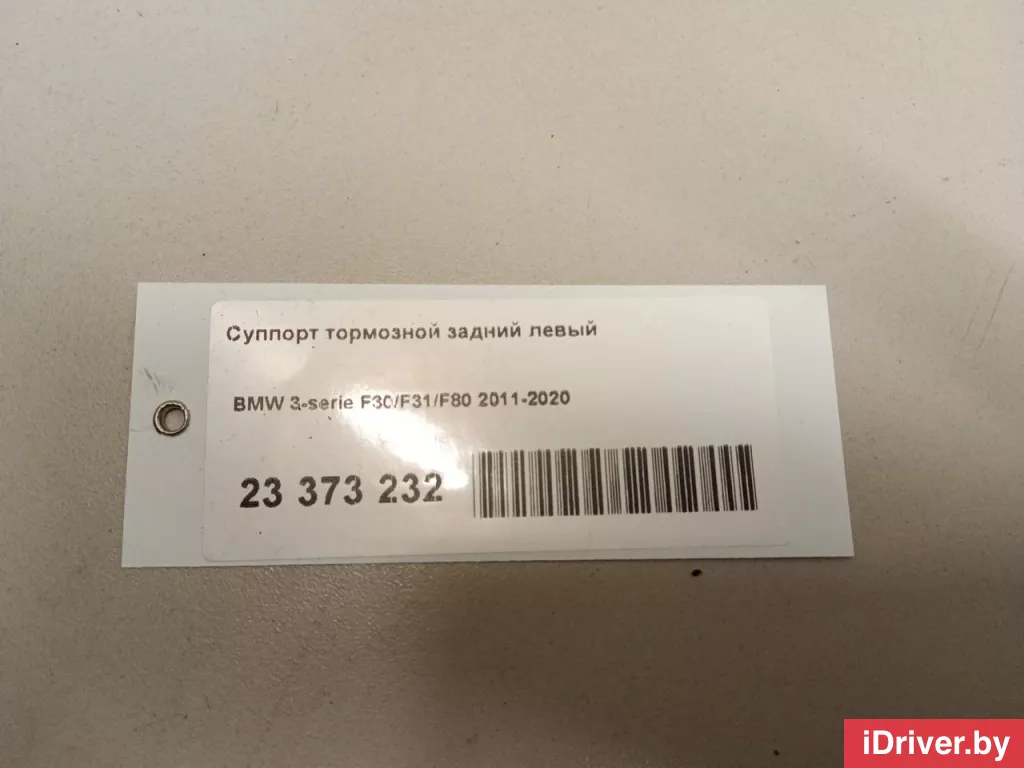 Суппорт тормозной задний левый
BMW 3-serie F30/F31/F80 2011-2020
23 373 232
iDriver.by